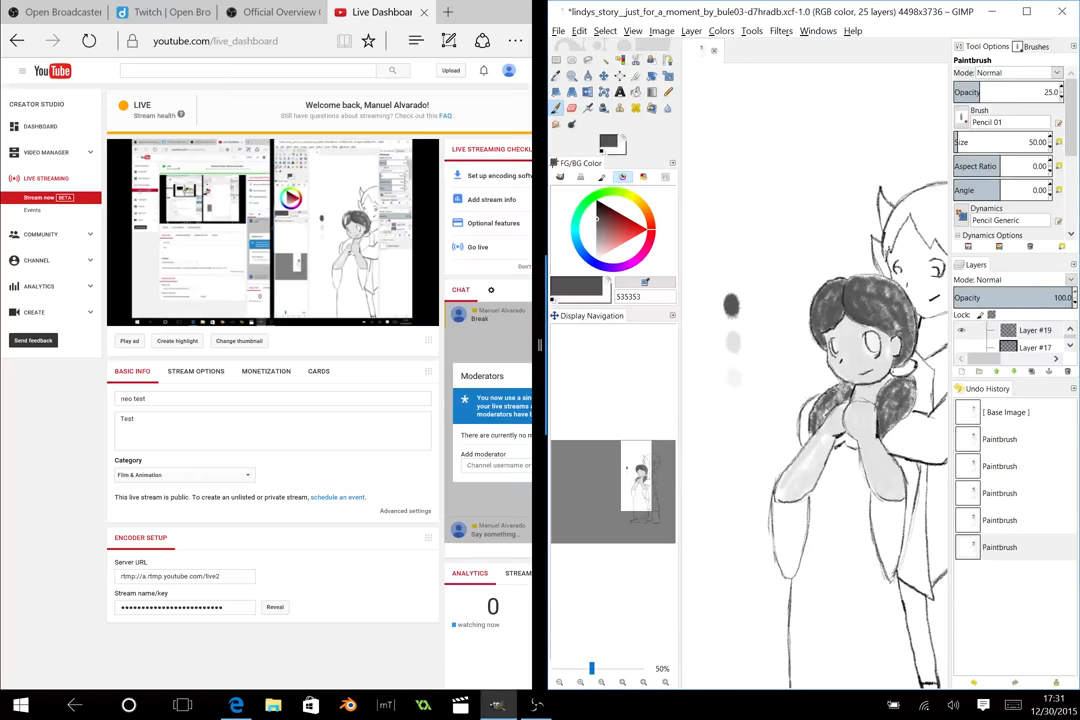 Open Broadcaster
Twitch | Open Bro
Official Overview
Live Dashboar
youtube.com/live_dashboard
YouTube
Upload
CREATOR STUDIO
DASHBOARD
VIDEO MANAGER
LIVE STREAMING
Stream now BETA
Events
COMMUNITY
CHANNEL
ANALYTICS
CREATE
Send feedback
LIVE
Stream health ?
Welcome back, Manuel Alvarado!
Still have questions about streaming? Check out this FAQ.
Play ad
Create highlight
Change thumbnail
BASIC INFO
STREAM OPTIONS
MONETIZATION
CARDS
neo test
Test
Category
Film & Animation
This live stream is public. To create an unlisted or private stream, schedule an event.
Advanced settings
ENCODER SETUP
Server URL
rtmp://a.rtmp.youtube.com/live2
Stream name/key
Reveal
LIVE STREAMING CHECKL
Set up encoding softw
Add stream info
Optional features
Go live
Don't
CHAT
Manuel Alvarado
Break
Moderators
You now use a sin
your live streams a
moderators have b
There are currently no m
Add moderator
Channel username or
Manuel Alvarado
Say something...
ANALYTICS
STREAM
0
watching now
*lindys_story__just_for_a_moment_by_bule03-d7hradb.xcf-1.0 (RGB color, 25 layers) 4498x3736 – GIMP
File Edit Select View Image Layer Colors Tools Filters Windows Help
FG/BG Color
535353
Display Navigation
50%
Tool Options
Brushes
Paintbrush
Mode: Normal
Opacity 25.0
Brush
Pencil 01
Size 50.00
Aspect Ratio 0.00
Angle 0.00
Dynamics
Pencil Generic
Dynamics Options
Layers
Mode: Normal
Opacity 100.0
Lock:
Layer #19
Layer #17
Undo History
[ Base Image ]
Paintbrush
Paintbrush
Paintbrush
Paintbrush
Paintbrush
17:31
12/30/2015